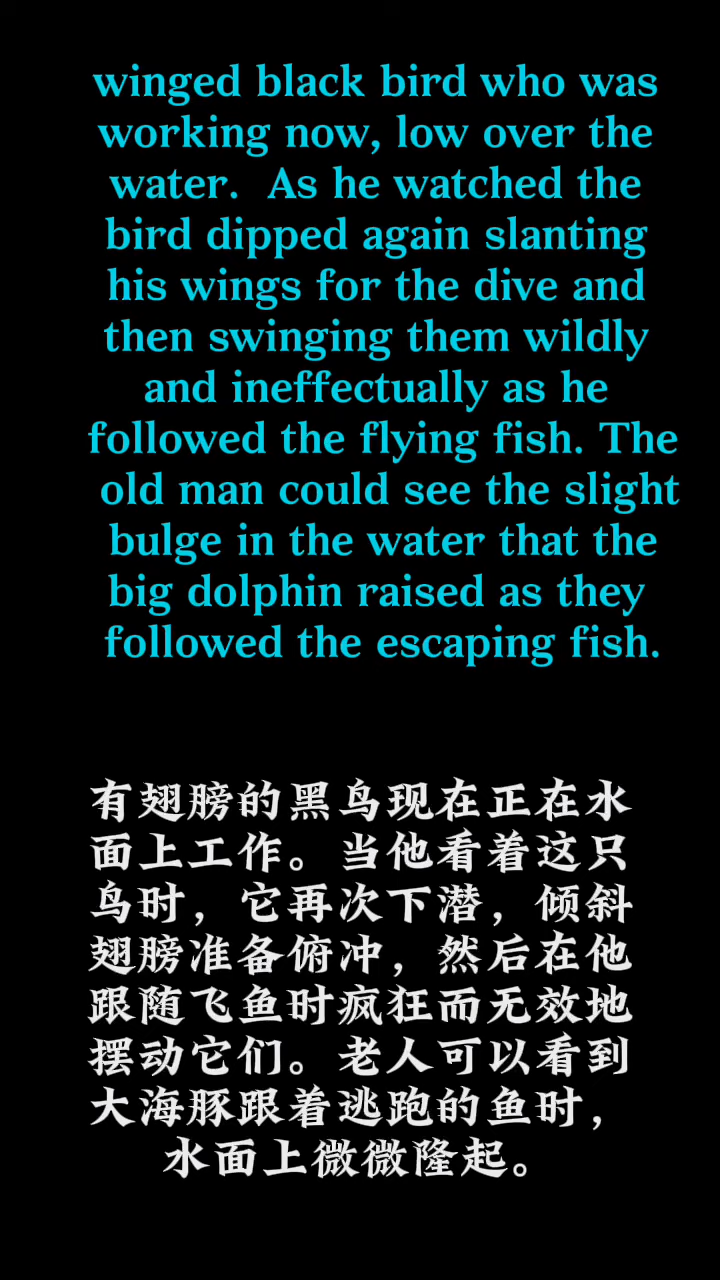 winged black bird who was
working now, low over the
water.  As he watched the
bird dipped again slanting
his wings for the dive and
then swinging them wildly
and ineffectually as he
followed the flying fish. The
old man could see the slight
bulge in the water that the
big dolphin raised as they
followed the escaping fish.
有翅膀的黑鸟现在正在水
面上工作。当他看着这只
鸟时，它再次下潜，倾斜
翅膀准备俯冲，然后在他
跟随飞鱼时疯狂而无效地
摆动它们。老人可以看到
大海豚跟着逃跑的鱼时，
水面上微微隆起。